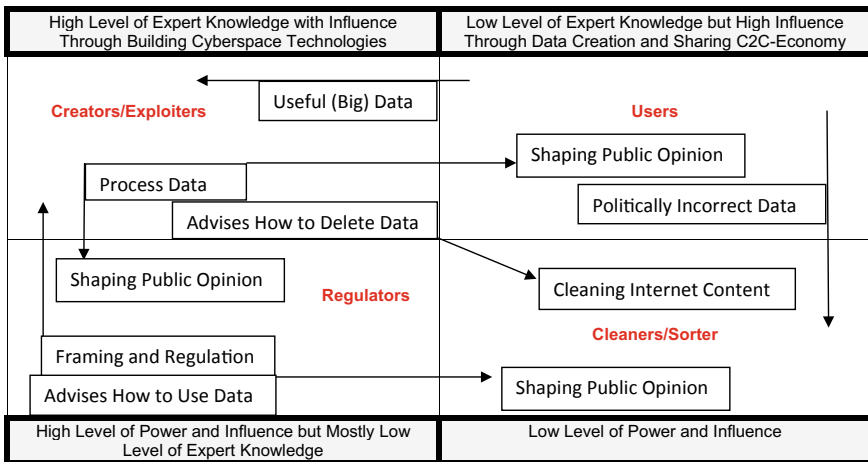 High Level of Expert Knowledge with Influence
Through Building Cyberspace Technologies
Low Level of Expert Knowledge but High Influence
Through Data Creation and Sharing C2C-Economy
Useful (Big) Data
Creators/Exploiters
Users
Shaping Public Opinion
Process Data
Politically Incorrect Data
Advises How to Delete Data
Shaping Public Opinion
Regulators
Cleaning Internet Content
Cleaners/Sorter
Framing and Regulation
Advises How to Use Data
Shaping Public Opinion
High Level of Power and Influence but Mostly Low
Level of Expert Knowledge
Low Level of Power and Influence